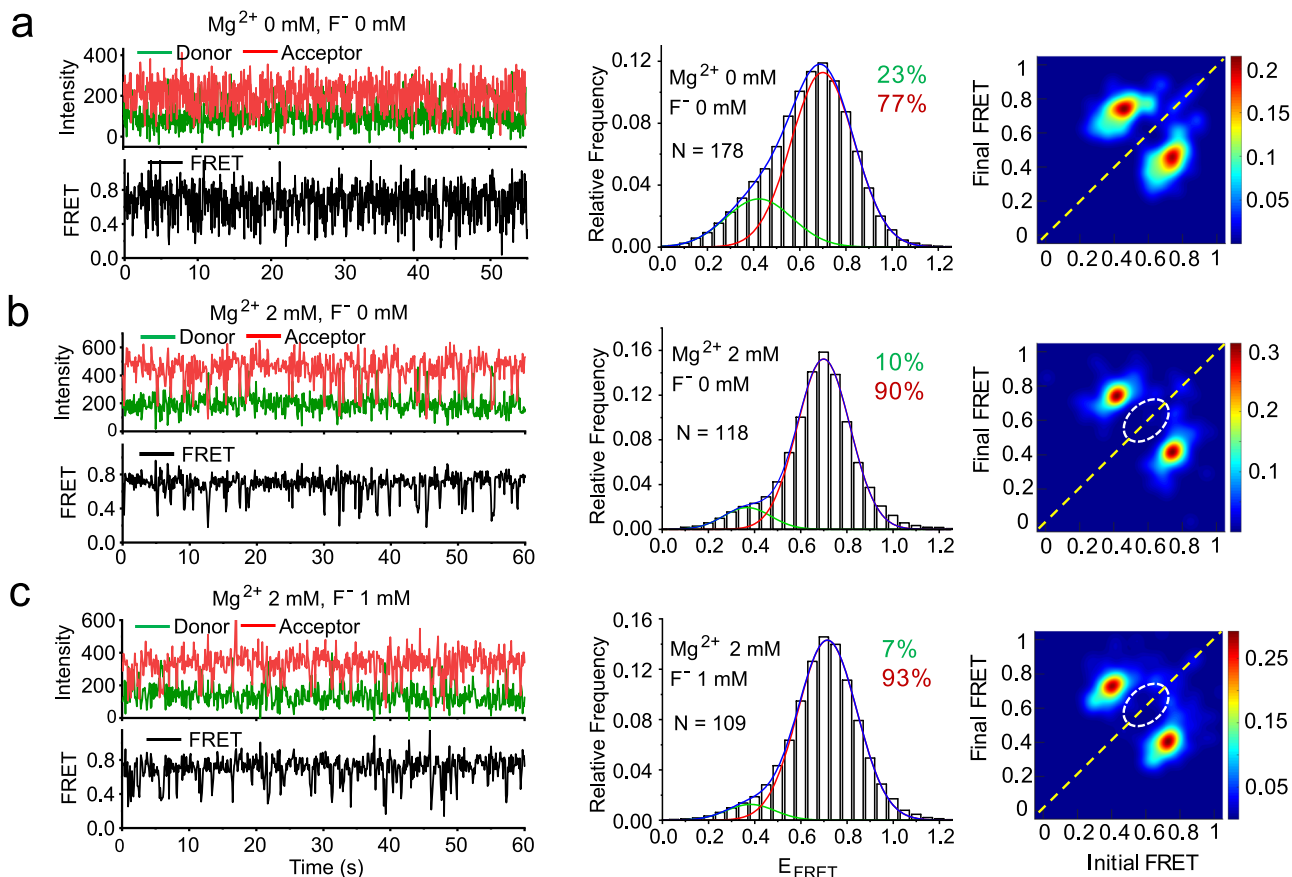 a
Mg2+ 0 mM, F- 0 mM
Donor Acceptor
Intensity
400
200
0
FRET
FRET
0.8
0.4
0.0
0 10 20 30 40 50
Relative Frequency
0.12
0.08
0.04
0.00
Mg2+ 0 mM
F- 0 mM
N = 178
23%
77%
0.0 0.2 0.4 0.6 0.8 1.0 1.2
Final FRET
1
0.8
0.6
0.4
0.2
0
0 0.2 0.4 0.6 0.8 1
0.2
0.15
0.1
0.05
b
Mg2+ 2 mM, F- 0 mM
Donor Acceptor
Intensity
600
400
200
0
FRET
FRET
0.8
0.4
0.0
0 10 20 30 40 50 60
Relative Frequency
0.16
0.12
0.08
0.04
0.00
Mg2+ 2 mM
F- 0 mM
N = 118
10%
90%
0.0 0.2 0.4 0.6 0.8 1.0 1.2
Final FRET
1
0.8
0.6
0.4
0.2
0
0 0.2 0.4 0.6 0.8 1
0.3
0.2
0.1
c
Mg2+ 2 mM, F- 1 mM
Donor Acceptor
Intensity
600
400
200
0
FRET
FRET
0.8
0.4
0.0
0 10 20 30 40 50 60
Time (s)
Relative Frequency
0.16
0.12
0.08
0.04
0.00
Mg2+ 2 mM
F- 1 mM
N = 109
7%
93%
0.0 0.2 0.4 0.6 0.8 1.0 1.2
EFRET
Final FRET
1
0.8
0.6
0.4
0.2
0
0 0.2 0.4 0.6 0.8 1
Initial FRET
0.25
0.15
0.05